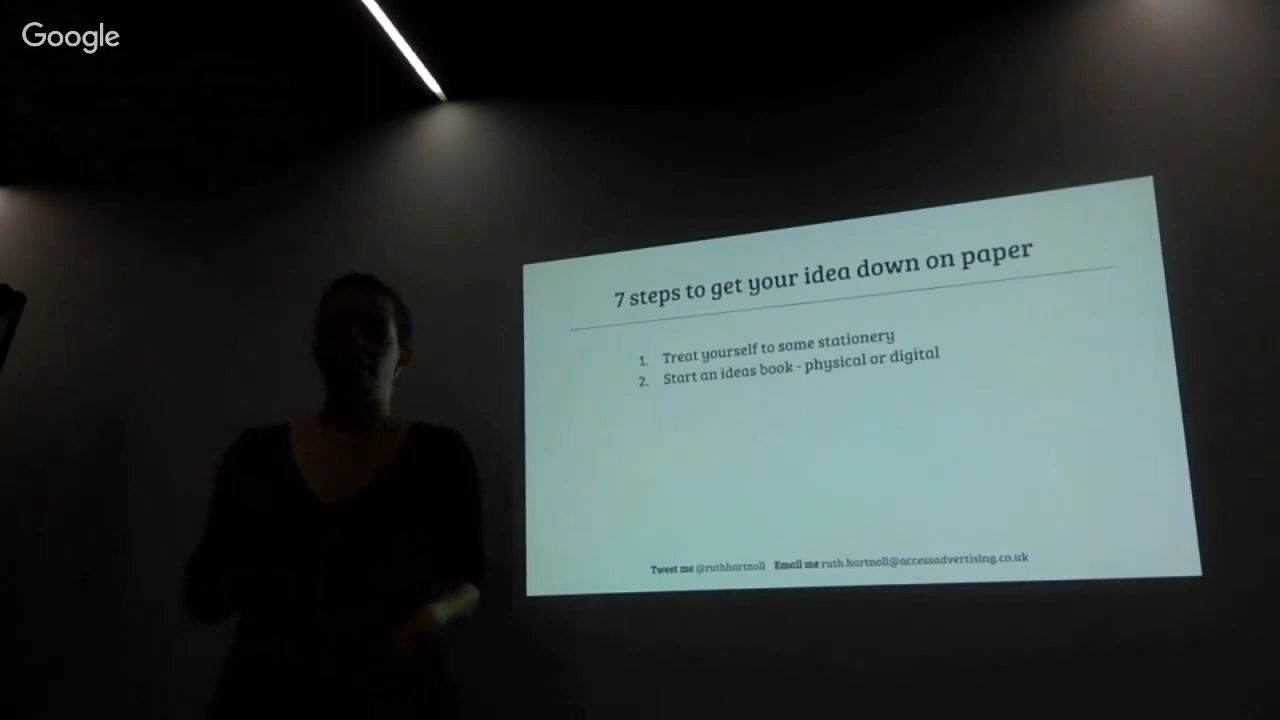 Google
7 steps to get your idea down on paper
1. Treat yourself to some stationery
2. Start an ideas book - physical or digital
Tweet me @ruthhartnoll Email me ruth.hartnoll@accessadvertising.co.uk